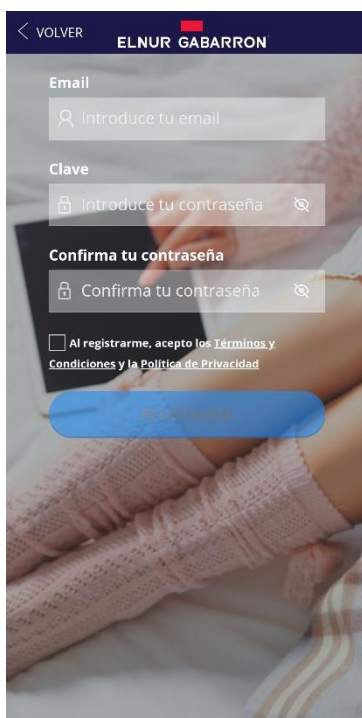 VOLVER
ELNUR GABARRON
Email
Introduce tu email
Clave
Introduce tu contraseña
Confirma tu contraseña
Confirma tu contraseña
Al registrarme, acepto los Términos y
Condiciones y la Política de Privacidad